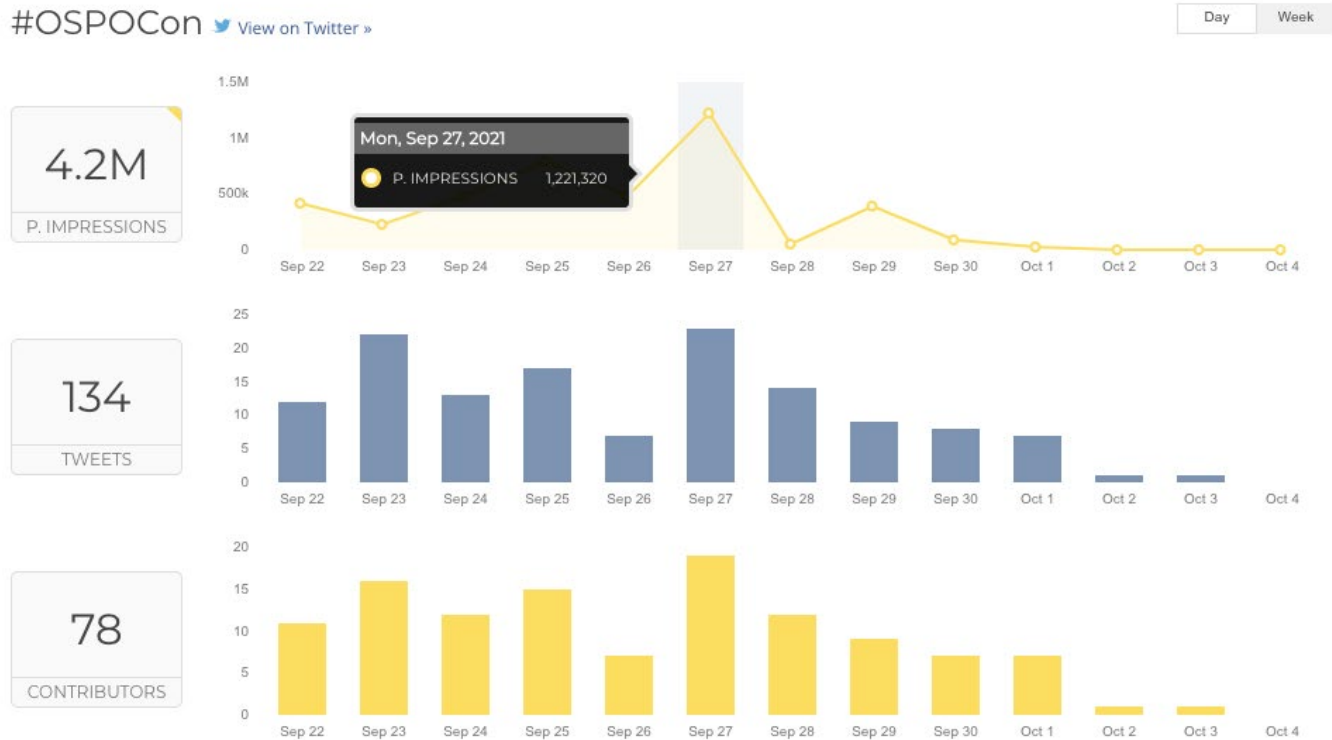 #OSPOCon View on Twitter »
Day Week
4.2M
P. IMPRESSIONS
1.5M
1M
500k
0
Mon, Sep 27, 2021
P. IMPRESSIONS 1,221,320
Sep 22 Sep 23 Sep 24 Sep 25 Sep 26 Sep 27 Sep 28 Sep 29 Sep 30 Oct 1 Oct 2 Oct 3 Oct 4
134
TWEETS
25
20
15
10
5
0
Sep 22 Sep 23 Sep 24 Sep 25 Sep 26 Sep 27 Sep 28 Sep 29 Sep 30 Oct 1 Oct 2 Oct 3 Oct 4
78
CONTRIBUTORS
20
15
10
5
0
Sep 22 Sep 23 Sep 24 Sep 25 Sep 26 Sep 27 Sep 28 Sep 29 Sep 30 Oct 1 Oct 2 Oct 3 Oct 4